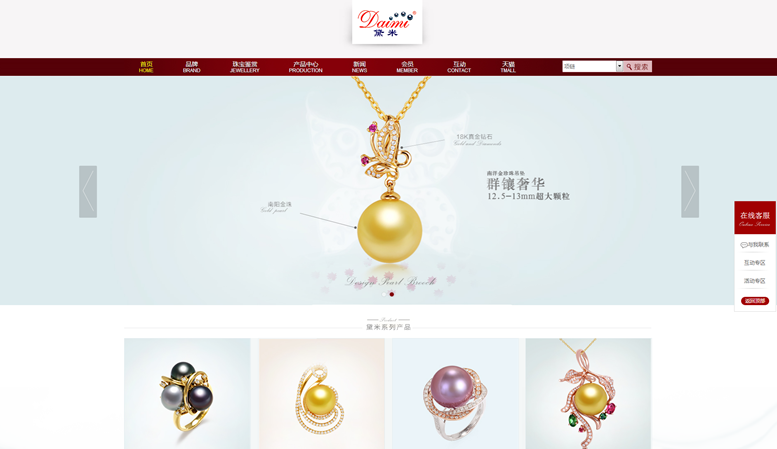 Daimi®
黛米
首页 品牌 珠宝鉴赏 产品中心 新闻 会员 互动 天猫
HOME BRAND JEWELLERY PRODUCTION NEWS MEMBER CONTACT TMALL
项链 搜索
18K真金钻石
Gold and Diamonds
南洋金珍珠吊坠
群镶奢华
12.5-13mm超大颗粒
南阳金珠
Gold pearl
Pearl Brooch
在线客服
Online
与我联系
互动专区
活动专区
返回顶部
Product
黛米系列产品